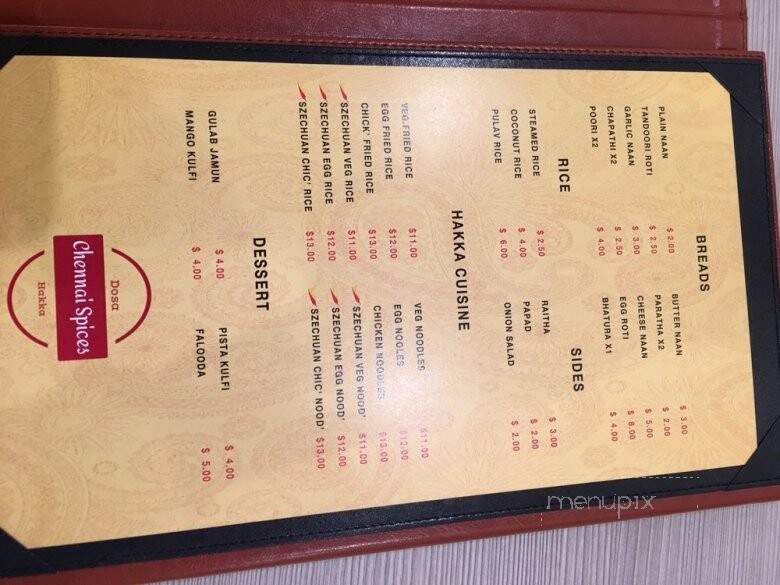 BREADS
PLAIN NAAN $ 2.00 BUTTER NAAN $ 3.00
TANDOORI ROTI $ 2.50 PARATHA X2 $ 2.00
GARLIC NAAN $ 3.00 CHEESE NAAN $ 5.00
CHAPATHI X2 $ 2.50 EGG ROTI $ 6.00
POORI X2 $ 4.00 BHATURA X1 $ 4.00
RICE SIDES
STEAMED RICE $ 2.50 RAITHA $ 3.00
COCONUT RICE $ 4.00 PAPAD $ 2.00
PULAV RICE $ 6.00 ONION SALAD $ 2.00
HAKKA CUISINE
VEG.FRIED RICE $11.00 VEG NOODLES $11.00
EGG FRIED RICE $12.00 EGG NOOLES $12.00
CHICK' FRIED RICE $13.00 CHICKEN NOODLES $13.00
SZECHUAN VEG RICE $11.00 SZECHUAN VEG NOOD' $11.00
SZECHUAN EGG RICE $12.00 SZECHUAN EGG NOOD' $12.00
SZECHUAN CHIC' RICE $13.00 SZECHUAN CHIC' NOOD' $13.00
DESSERT
GULAB JAMUN $ 4.00 PISTA KULFI $ 4.00
MANGO KULFI $ 4.00 FALOODA $ 5.00
Dosa
Chennai Spices
Hakka
menupix